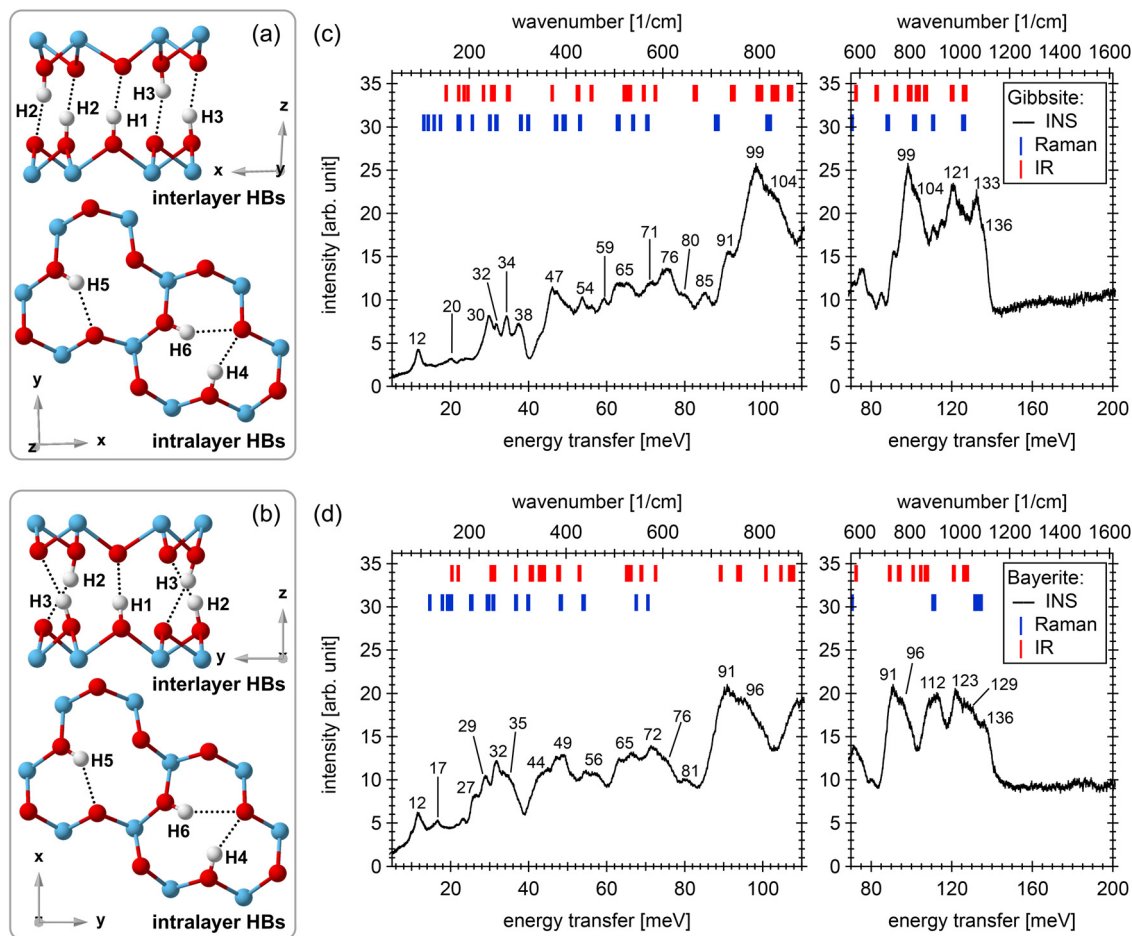 (a)
H2
H2
H1
H3
H3
z
x
y
interlayer HBs
H5
H6
H4
y
z
x
intralayer HBs
(c)
wavenumber [1/cm]
wavenumber [1/cm]
200 400 600 800
600 800 1000 1200 1400 1600
intensity [arb. unit]
35
30
25
20
15
10
5
0
12
20
30
32
34
38
47
54
59
65
71
76
80
85
91
99
104
20 40 60 80 100
energy transfer [meV]
Gibbsite:
INS
Raman
IR
99
104
121
133
136
80 120 160 200
energy transfer [meV]
(b)
H2
H3
H1
H3
H2
z
y
interlayer HBs
H5
H6
H4
x
y
intralayer HBs
(d)
wavenumber [1/cm]
wavenumber [1/cm]
200 400 600 800
600 800 1000 1200 1400 1600
intensity [arb. unit]
35
30
25
20
15
10
5
0
12
17
27
29
32
35
44
49
56
65
72
76
81
91
96
20 40 60 80 100
energy transfer [meV]
Bayerite:
INS
Raman
IR
91
96
112
123
129
136
80 120 160 200
energy transfer [meV]